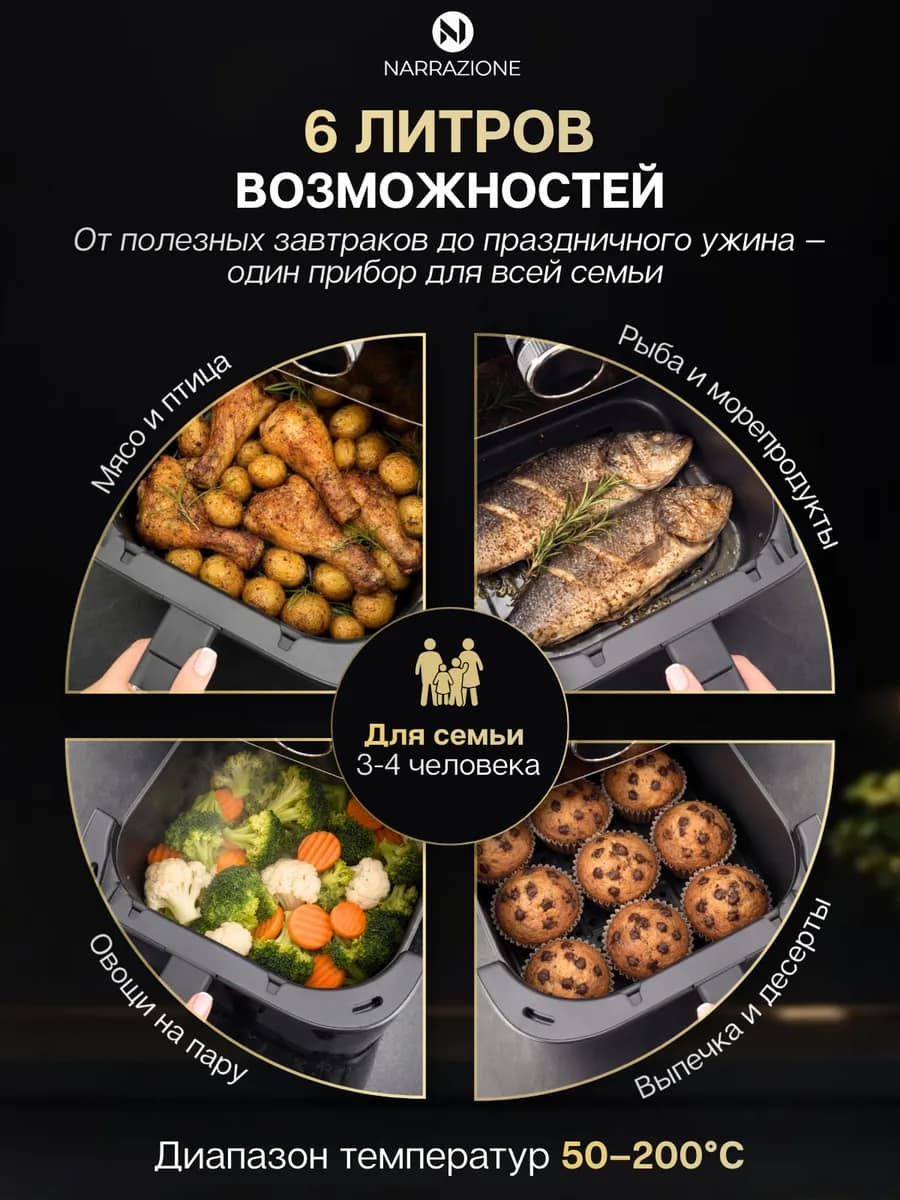 NARRAZIONE
6 ЛИТРОВ
ВОЗМОЖНОСТЕЙ
От полезных завтраков до праздничного ужина –
один прибор для всей семьи
Мясо и птица
Рыба и морепродукты
Для семьи
3-4 человека
Овощи на пару
Выпечка и десерты
Диапазон температур 50–200°C